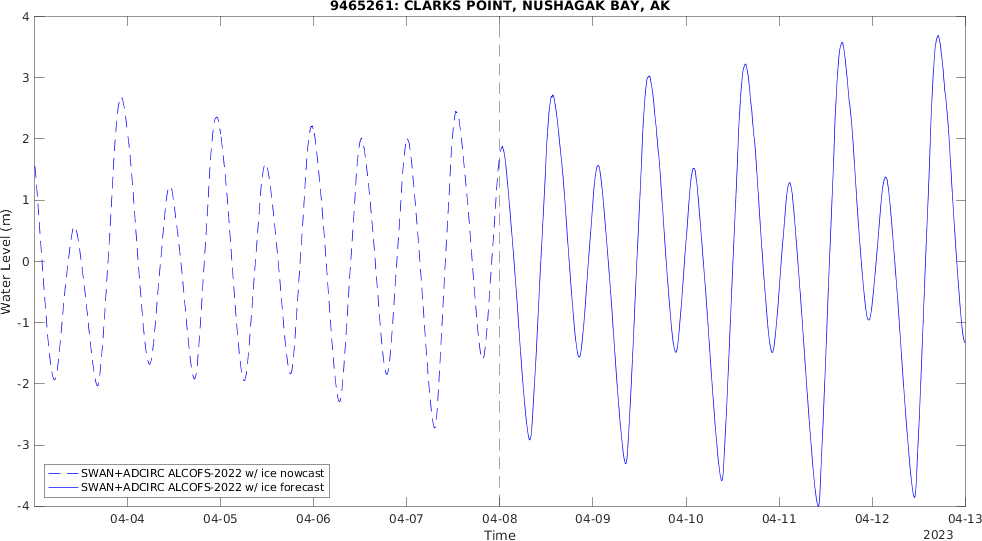 9465261: CLARKS POINT, NUSHAGAK BAY, AK
4
3
2
1
0
-1
-2
-3
-4
Water Level (m)
SWAN+ADCIRC ALCOFS-2022 w/ ice nowcast
SWAN+ADCIRC ALCOFS-2022 w/ ice forecast
04-04 04-05 04-06 04-07 04-08 04-09 04-10 04-11 04-12 04-13
Time
2023